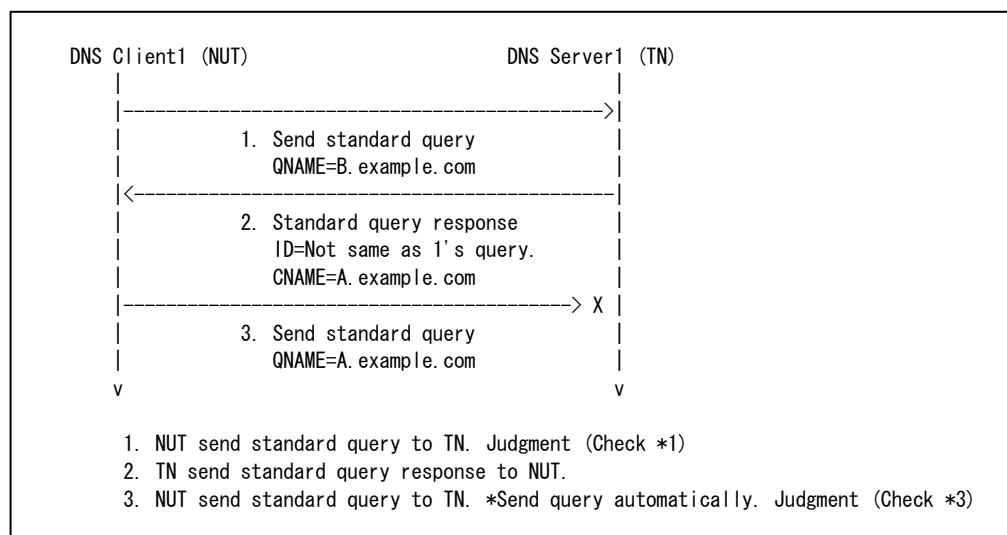 DNS Client1 (NUT) DNS Server1 (TN)
1. Send standard query
QNAME=B.example.com
2. Standard query response
ID=Not same as 1's query.
CNAME=A.example.com
X
3. Send standard query
QNAME=A.example.com
v v
1. NUT send standard query to TN. Judgment (Check *1)
2. TN send standard query response to NUT.
3. NUT send standard query to TN. *Send query automatically. Judgment (Check *3)